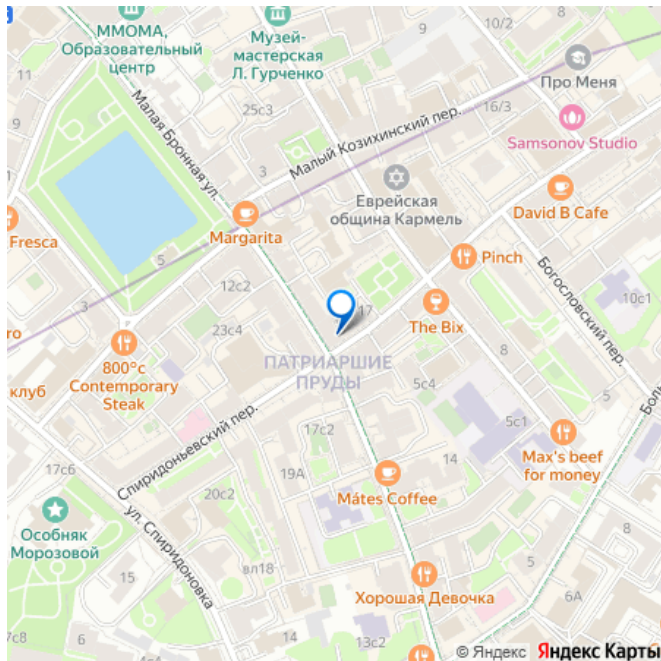 ММОМА,
Образовательный
центр
Музей-
мастерская
Л. Гурченко
9
10/2
11
25с3
Про Меня
16/3
Малая Бронная ул.
Малый Козихинский пер.
Samsonov Studio
3
3
Еврейская
община Кармель
David B Cafe
Fresca
Margarita
5
Pinch
Богословский пер.
12с2
17
The Bix
10с1
23с4
ПАТРИАРШИЕ
ПРУДЫ
8
800°c
Contemporary
Steak
клуб
5с4
5
Спиридоньевский пер.
17с2
5с1
Max's beef
for money
17с6
19А
14
20с2
Mátes Coffee
ул. Спиридоновка
Особняк
Морозовой
8
15
вл18
5
Хорошая Девочка
6А
6
14
13с2
© Яндекс
Яндекс Карты